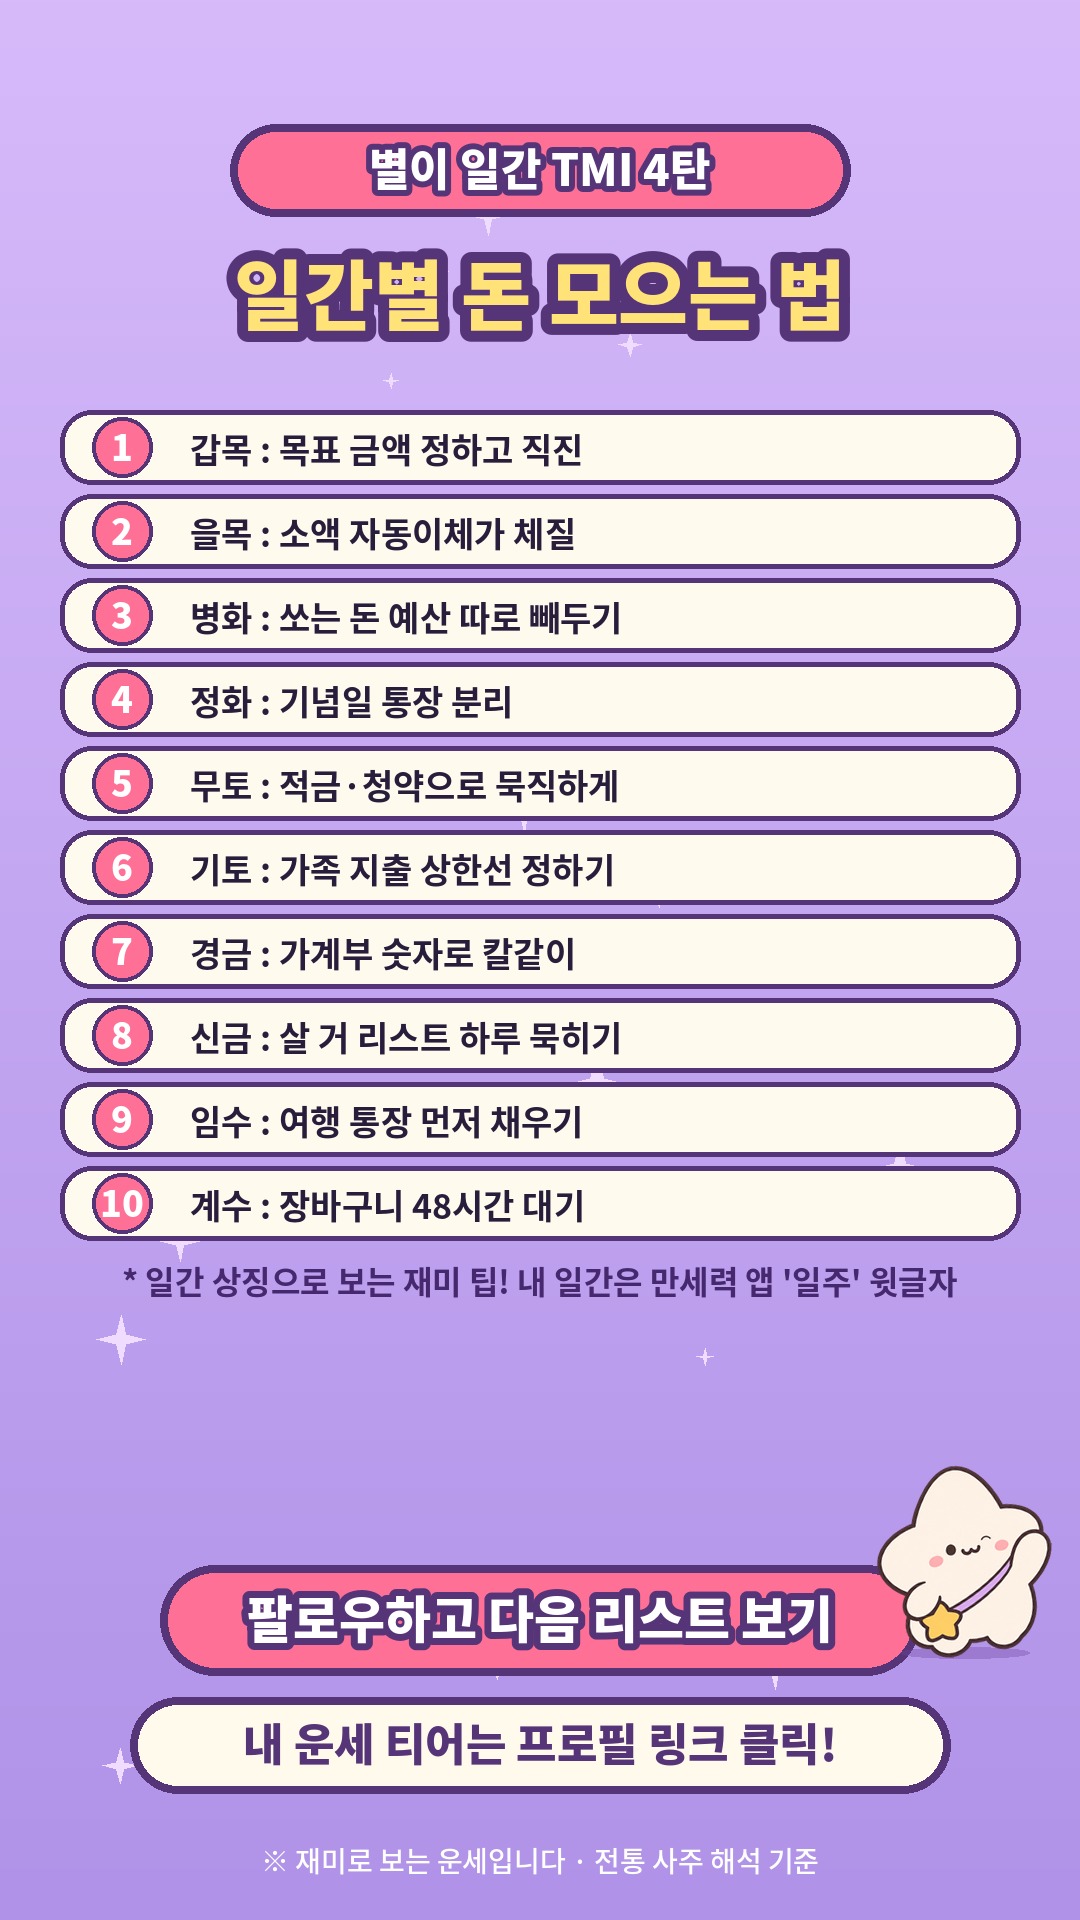 별이 일간 TMI 4탄
일간별 돈 모으는 법
1 갑목 : 목표 금액 정하고 직진
2 을목 : 소액 자동이체가 체질
3 병화 : 쓰는 돈 예산 따로 빼두기
4 정화 : 기념일 통장 분리
5 무토 : 적금·청약으로 묵직하게
6 기토 : 가족 지출 상한선 정하기
7 경금 : 가계부 숫자로 칼같이
8 신금 : 살 거 리스트 하루 묵히기
9 임수 : 여행 통장 먼저 채우기
10 계수 : 장바구니 48시간 대기
* 일간 상징으로 보는 재미 팁! 내 일간은 만세력 앱 '일주' 윗글자
팔로우하고 다음 리스트 보기
내 운세 티어는 프로필 링크 클릭!
※ 재미로 보는 운세입니다 · 전통 사주 해석 기준